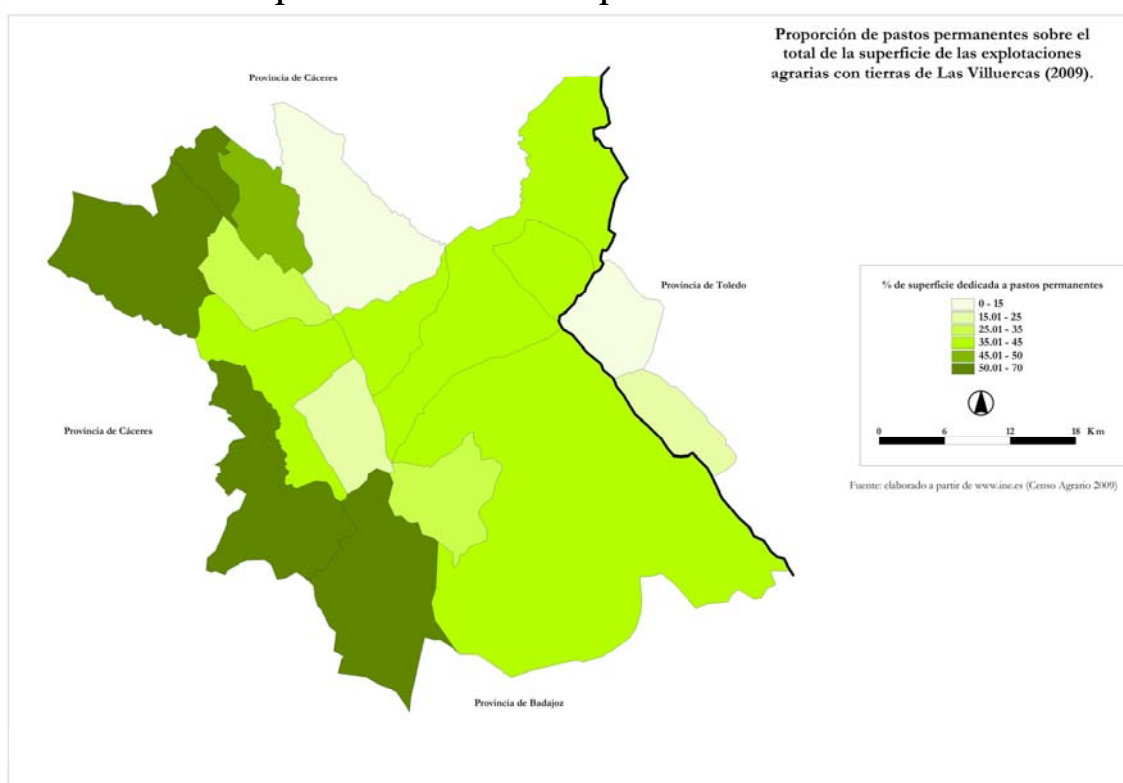 Proporción de pastos permanentes sobre el
total de la superficie de las explotaciones
agrarias con tierras de Las Villuercas (2009).
Provincia de Cáceres
Provincia de Toledo
% de superficie dedicada a pastos permanentes
0 - 15
15.01 - 25
25.01 - 35
35.01 - 45
45.01 - 50
50.01 - 70
0 6 12 18 Km
Provincia de Cáceres
Fuente: elaborado a partir de www.ine.es (Censo Agrario 2009)
Provincia de Badajoz